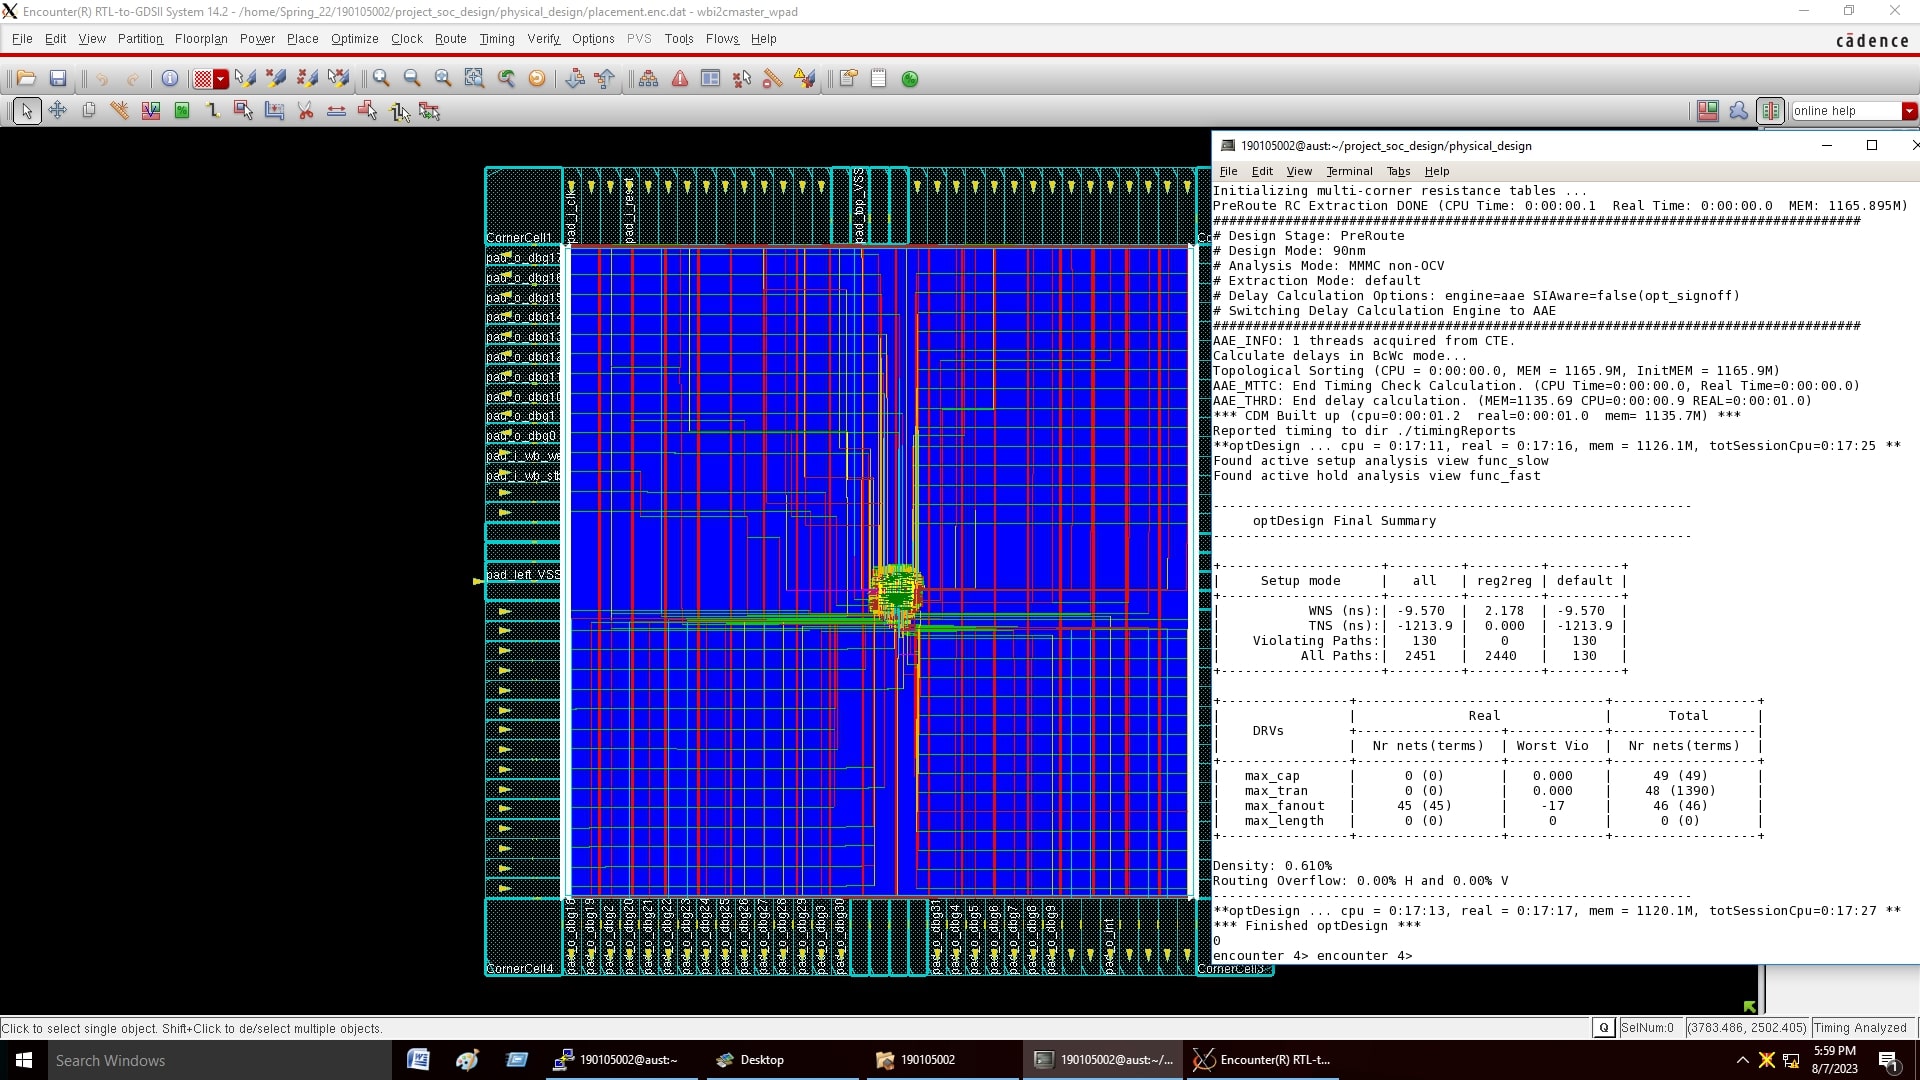 Encounter(R) RTL-to-GDSII System 14.2 - /home/Spring_22/190105002/project_soc_design/physical_design/placement.enc.dat - wbi2cmaster_wpad
File Edit View Partition Floorplan Power Place Optimize Clock Route Timing Verify Options PVS Tools Flows Help
cādence
online help
190105002@aust:~/project_soc_design/physical_design
File Edit View Terminal Tabs Help
Initializing multi-corner resistance tables ...
PreRoute RC Extraction DONE (CPU Time: 0:00:00.1 Real Time: 0:00:00.0 MEM: 1165.895M)
################################################################################
# Design Stage: PreRoute
# Design Mode: 90nm
# Analysis Mode: MMMC non-OCV
# Extraction Mode: default
# Delay Calculation Options: engine=aae SIAware=false(opt_signoff)
# Switching Delay Calculation Engine to AAE
################################################################################
AAE_INFO: 1 threads acquired from CTE.
Calculate delays in BcWc mode...
Topological Sorting (CPU = 0:00:00.0, MEM = 1165.9M, InitMEM = 1165.9M)
AAE_MTTC: End Timing Check Calculation. (CPU Time=0:00:00.0, Real Time=0:00:00.0)
AAE_THRD: End delay calculation. (MEM=1135.69 CPU=0:00:00.9 REAL=0:00:01.0)
*** CDM Built up (cpu=0:00:01.2 real=0:00:01.0 mem= 1135.7M) ***
Reported timing to dir ./timingReports
**optDesign ... cpu = 0:17:11, real = 0:17:16, mem = 1126.1M, totSessionCpu=0:17:25 **
Found active setup analysis view func_slow
Found active hold analysis view func_fast
------------------------------------------------------------
optDesign Final Summary
------------------------------------------------------------
+--------------------+---------+---------+---------+
| Setup mode | all | reg2reg | default |
+--------------------+---------+---------+---------+
| WNS (ns):| -9.570 | 2.178 | -9.570 |
| TNS (ns):| -1213.9 | 0.000 | -1213.9 |
| Violating Paths:| 130 | 0 | 130 |
| All Paths:| 2451 | 2440 | 130 |
+--------------------+---------+---------+---------+
+----------------+-------------------------------+------------------+
| | Real | Total |
| DRVs +------------------+------------+------------------|
| | Nr nets(terms) | Worst Vio | Nr nets(terms) |
+----------------+------------------+------------+------------------+
| max_cap | 0 (0) | 0.000 | 49 (49) |
| max_tran | 0 (0) | 0.000 | 48 (1390) |
| max_fanout | 45 (45) | -17 | 46 (46) |
| max_length | 0 (0) | 0 | 0 (0) |
+----------------+------------------+------------+------------------+
Density: 0.610%
Routing Overflow: 0.00% H and 0.00% V
------------------------------------------------------------
**optDesign ... cpu = 0:17:13, real = 0:17:17, mem = 1120.1M, totSessionCpu=0:17:27 **
*** Finished optDesign ***
0
encounter 4> encounter 4>
CornerCell1
pad_i_clk
pad_i_reset
pad_top_VSS
pad_o_dbg17
pad_o_dbg16
pad_o_dbg15
pad_o_dbg14
pad_o_dbg13
pad_o_dbg12
pad_o_dbg11
pad_o_dbg10
pad_o_dbg1
pad_o_dbg0
pad_i_wb_we
pad_i_wb_stb
pad_left_VSS
CornerCell4
pad_o_dbg18
pad_o_dbg19
pad_o_dbg2
pad_o_dbg20
pad_o_dbg21
pad_o_dbg22
pad_o_dbg23
pad_o_dbg24
pad_o_dbg25
pad_o_dbg26
pad_o_dbg27
pad_o_dbg28
pad_o_dbg29
pad_o_dbg3
pad_o_dbg30
pad_o_dbg31
pad_o_dbg4
pad_o_dbg5
pad_o_dbg6
pad_o_dbg7
pad_o_dbg8
pad_o_dbg9
pad_o_int
CornerCell3
Click to select single object. Shift+Click to de/select multiple objects.
Q SelNum:0 (3783.486, 2502.405) Timing Analyzed
Search Windows
190105002@aust:~
Desktop
190105002
190105002@aust:~/...
Encounter(R) RTL-t...
5:59 PM
8/7/2023
1